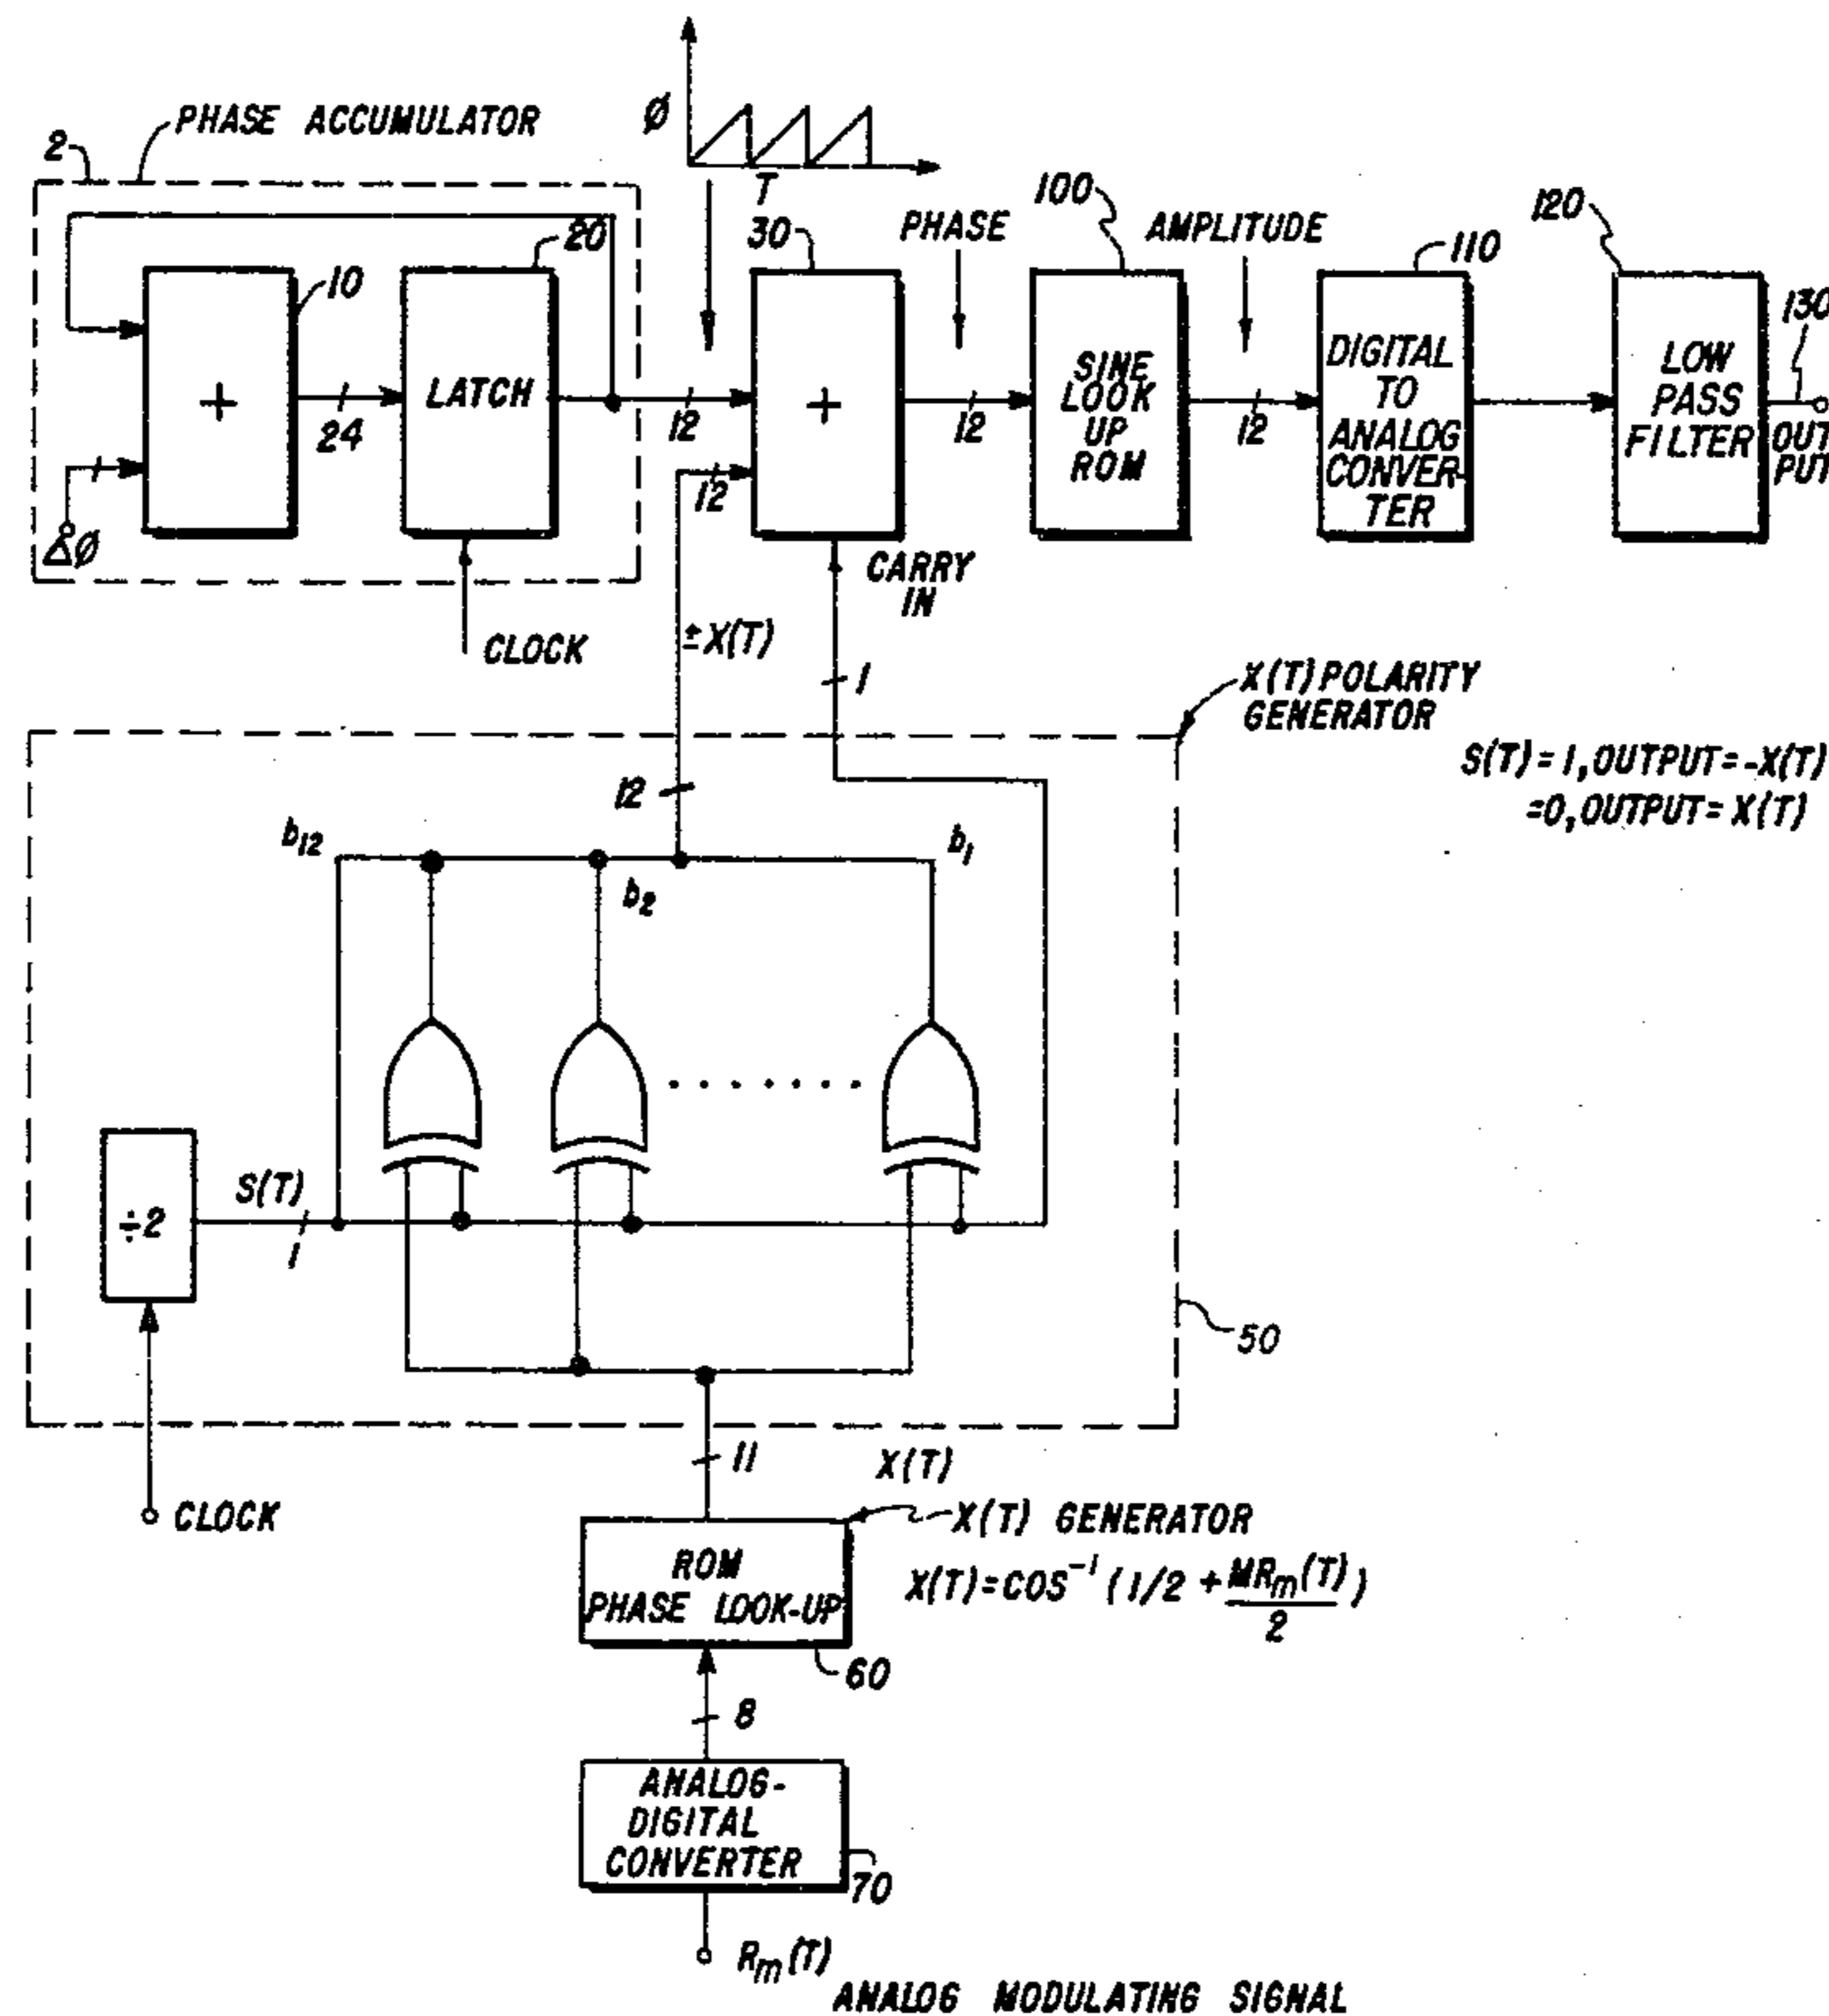 PHASE ACCUMULATOR
2
Ø
T
10
20
30
PHASE
100
AMPLITUDE
110
120
130
+
24
LATCH
12
12
+
12
SINE
LOOK
UP
ROM
12
DIGITAL
TO
ANALOG
CONVER-
TER
LOW
PASS
FILTER
OUT
PUT
ΔØ
CLOCK
CARRY
IN
±X(T)
1
X(T) POLARITY
GENERATOR
S(T)=1, OUTPUT=-X(T)
=0, OUTPUT= X(T)
12
b12
b2
b1
÷2
S(T)
1
50
CLOCK
11
X(T)
ROM
PHASE LOOK-UP
X(T) GENERATOR
X(T)=COS⁻¹ (1/2 + MRm(T)/2)
60
8
ANALOG-
DIGITAL
CONVERTER
70
Rm(T)
ANALOG MODULATING SIGNAL